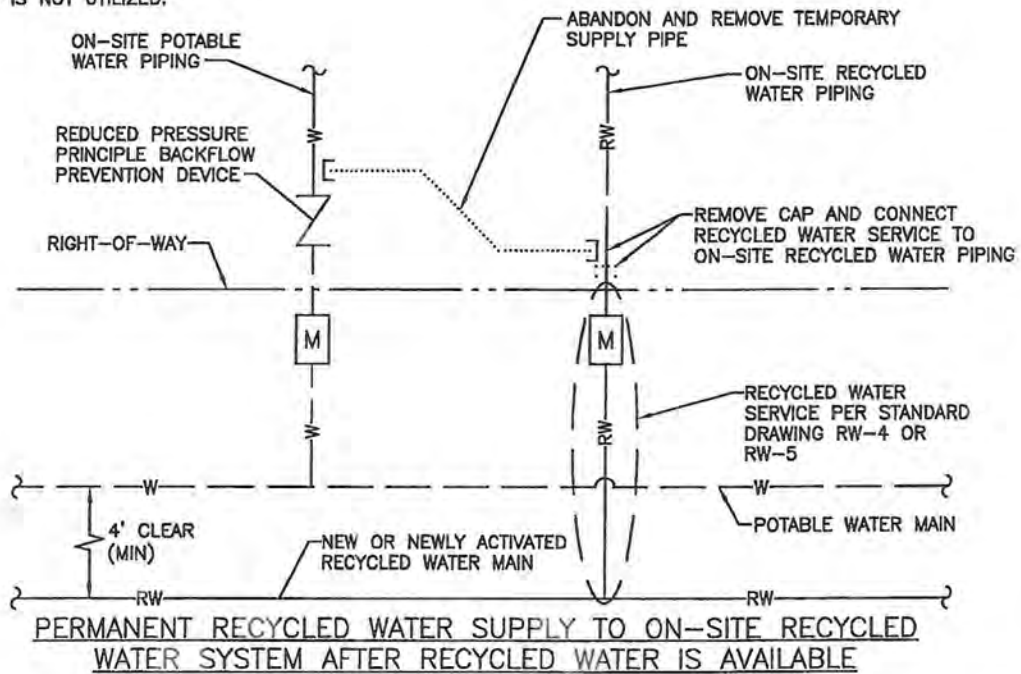 IS NOT UTILIZED.
ABANDON AND REMOVE TEMPORARY
SUPPLY PIPE
ON-SITE POTABLE
WATER PIPING
ON-SITE RECYCLED
WATER PIPING
W
RW
REDUCED PRESSURE
PRINCIPLE BACKFLOW
PREVENTION DEVICE
REMOVE CAP AND CONNECT
RECYCLED WATER SERVICE TO
ON-SITE RECYCLED WATER PIPING
RIGHT-OF-WAY
M
M
RECYCLED WATER
SERVICE PER STANDARD
DRAWING RW-4 OR
RW-5
W
RW
W
W
POTABLE WATER MAIN
4' CLEAR
(MIN)
NEW OR NEWLY ACTIVATED
RECYCLED WATER MAIN
RW
RW
PERMANENT RECYCLED WATER SUPPLY TO ON-SITE RECYCLED
WATER SYSTEM AFTER RECYCLED WATER IS AVAILABLE